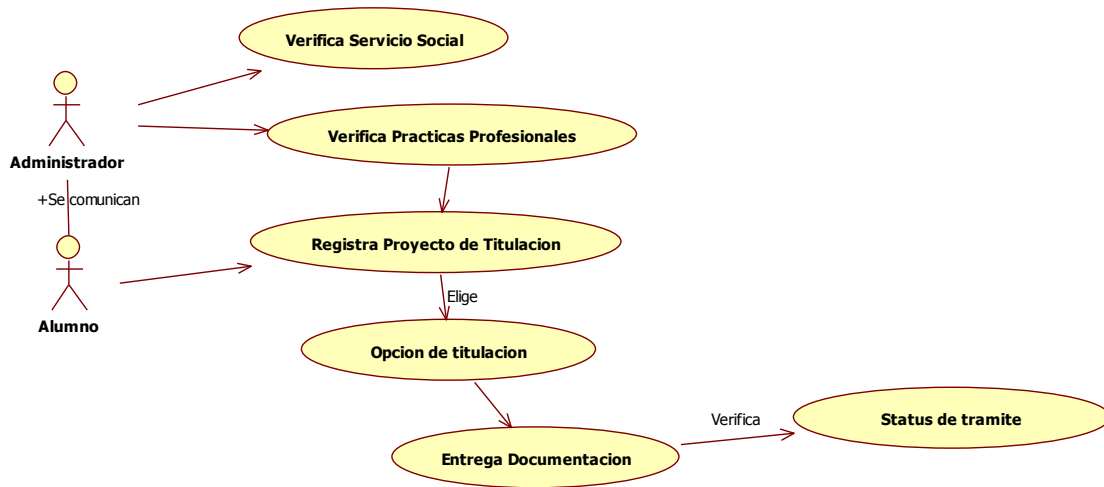 Verifica Servicio Social
Verifica Practicas Profesionales
Administrador
+Se comunican
Registra Proyecto de Titulacion
Elige
Alumno
Opcion de titulacion
Verifica
Status de tramite
Entrega Documentacion